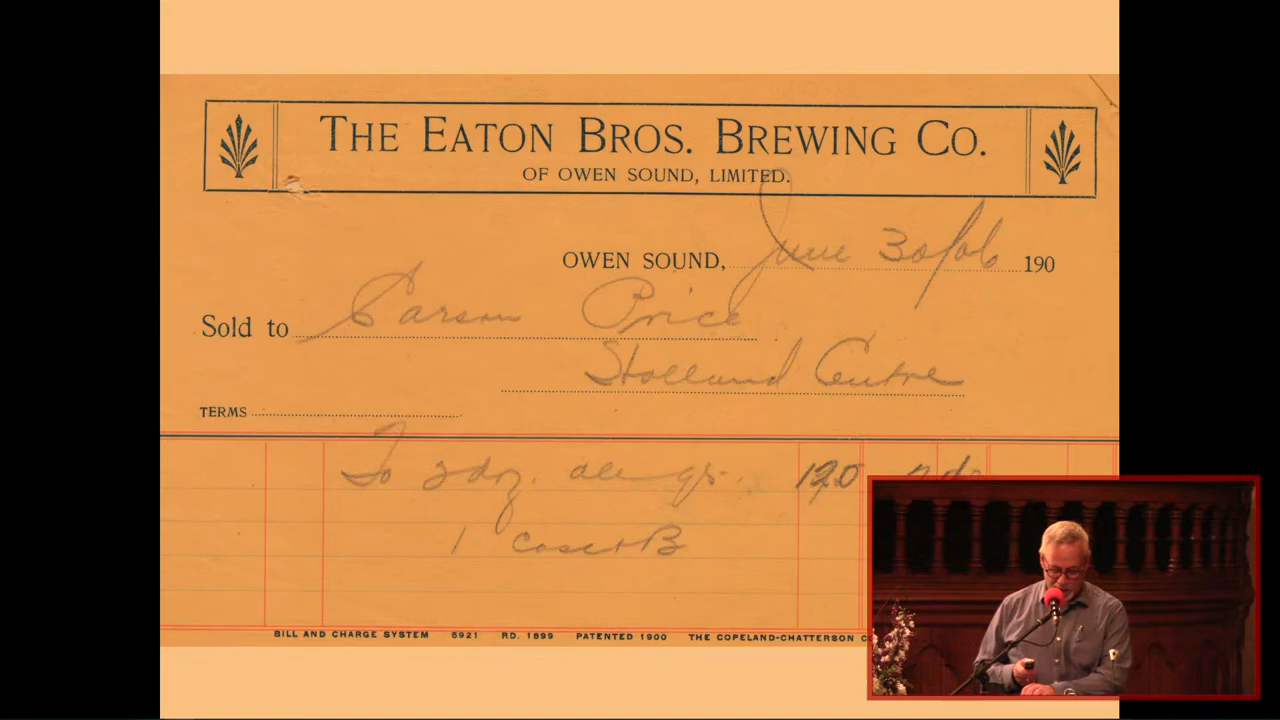 THE EATON BROS. BREWING CO.
OF OWEN SOUND, LIMITED.
OWEN SOUND, June 30/06 190
Sold to Carson Price
Holland Centre
TERMS
To 2 doz. ale qts. 120
1 case + B
BILL AND CHARGE SYSTEM 5921 RD. 1899 PATENTED 1900 THE COPELAND-CHATTERSON